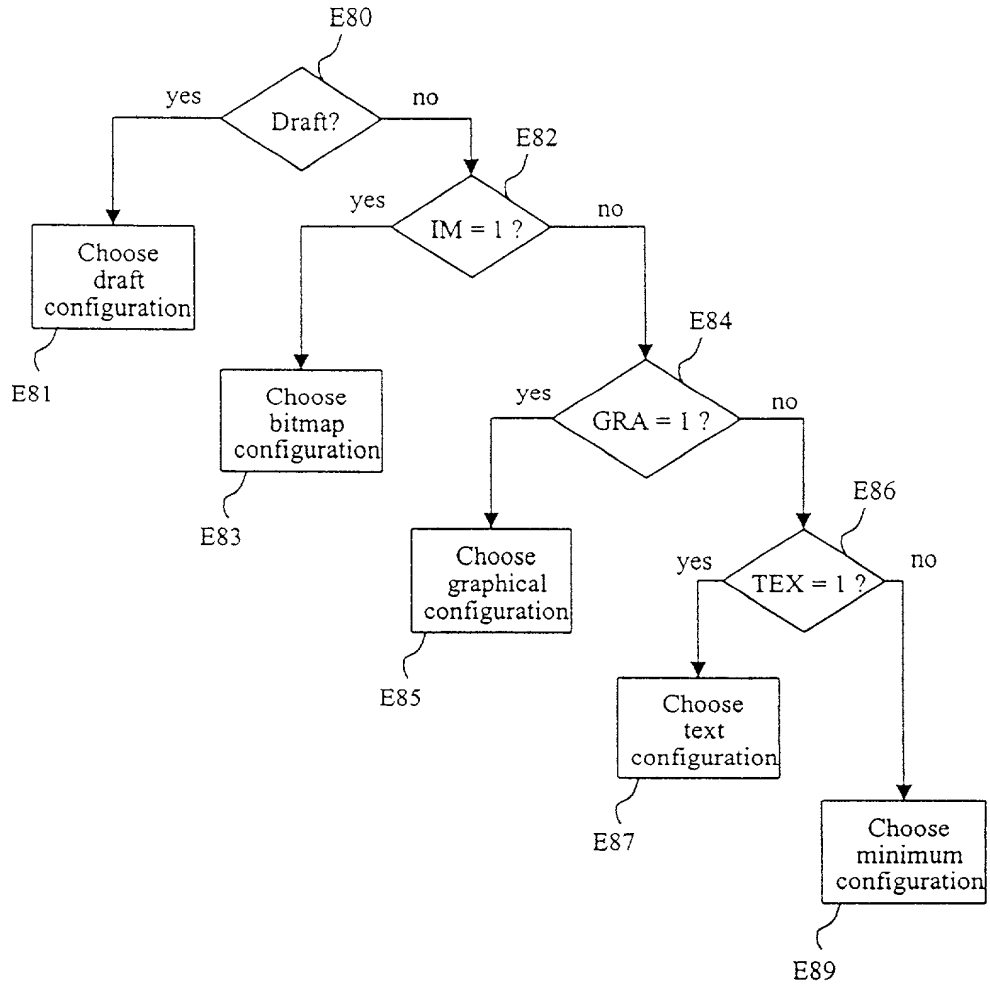 E80
yes
no
Draft?
E82
yes
no
IM = 1 ?
Choose
draft
configuration
E81
E84
yes
no
GRA = 1 ?
Choose
bitmap
configuration
E83
E86
yes
no
TEX = 1 ?
Choose
graphical
configuration
E85
Choose
text
configuration
E87
Choose
minimum
configuration
E89